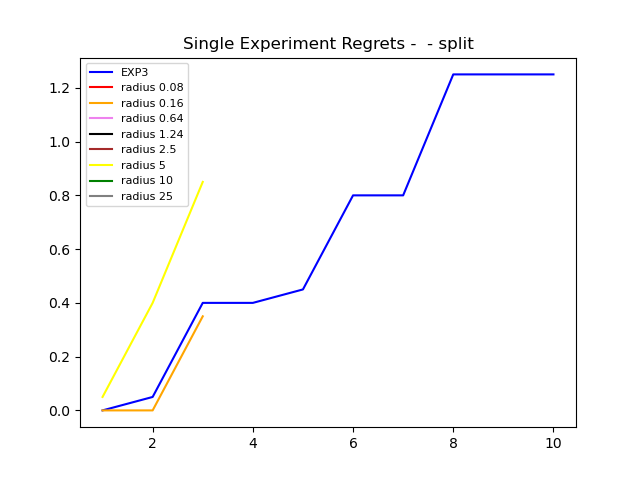 Single Experiment Regrets -  - split
EXP3
radius 0.08
radius 0.16
radius 0.64
radius 1.24
radius 2.5
radius 5
radius 10
radius 25
1.2
1.0
0.8
0.6
0.4
0.2
0.0
2 4 6 8 10